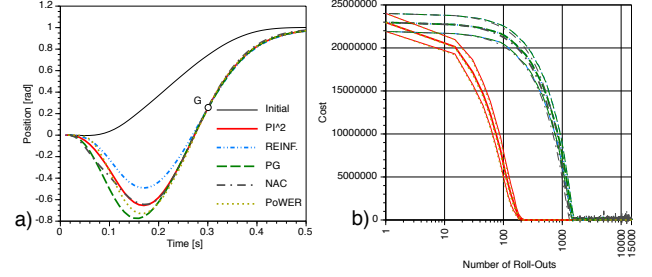 1.2
1
0.8
0.6
0.4
0.2
0
-0.2
-0.4
-0.6
-0.8
Position [rad]
0
0.1
0.2
0.3
0.4
0.5
Time [s]
G
Initial
PI^2
REINF.
PG
NAC
PoWER
a)
25000000
20000000
15000000
10000000
5000000
0
Cost
1
10
100
1000
10000
15000
Number of Roll-Outs
b)